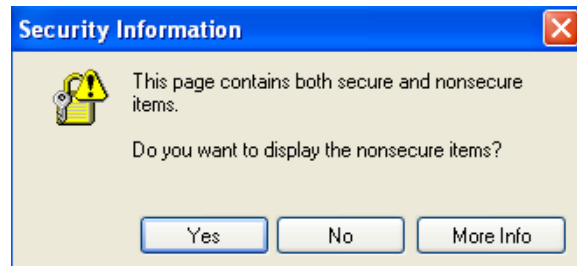 Security Information
This page contains both secure and nonsecure
items.
Do you want to display the nonsecure items?
Yes No More Info